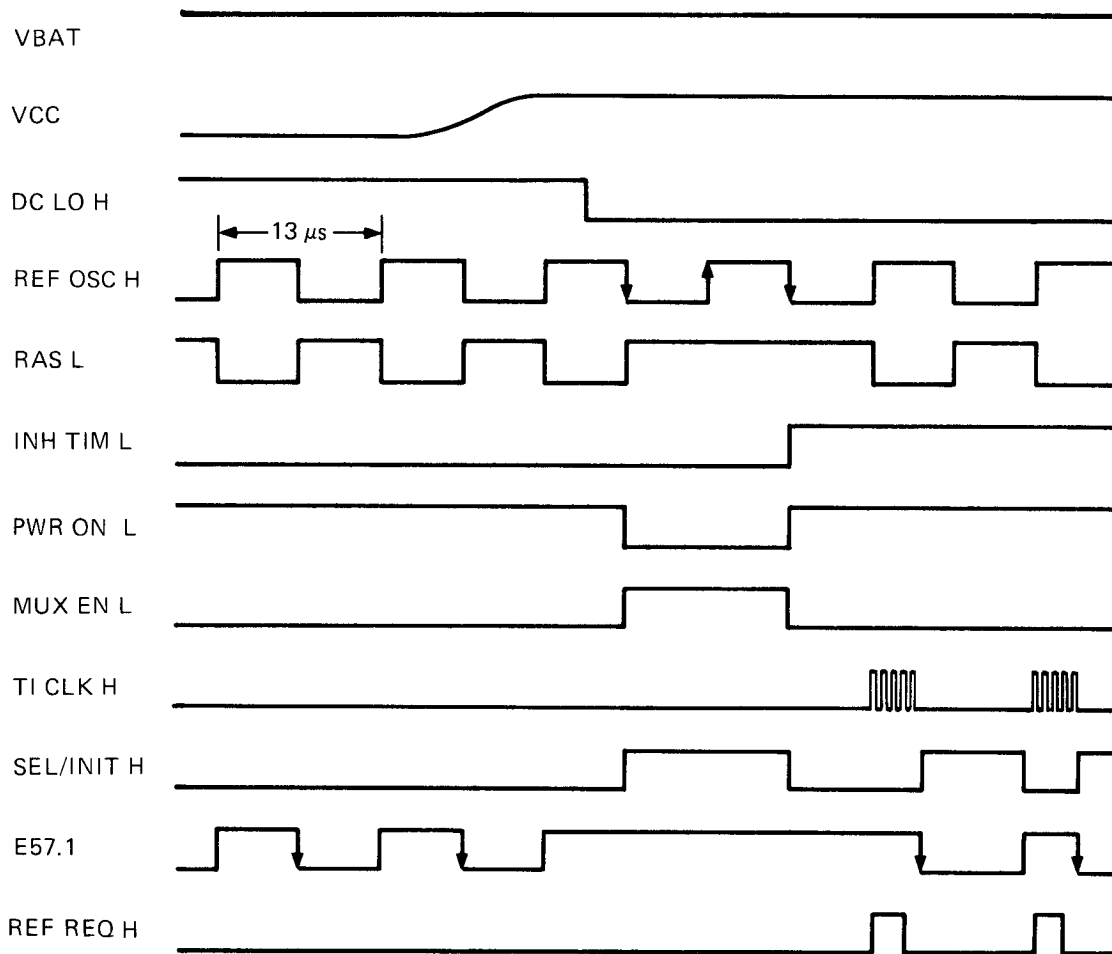 VBAT
VCC
DC LO H
13 μs
REF OSC H
RAS L
INH TIM L
PWR ON L
MUX EN L
TI CLK H
SEL/INIT H
E57.1
REF REQ H